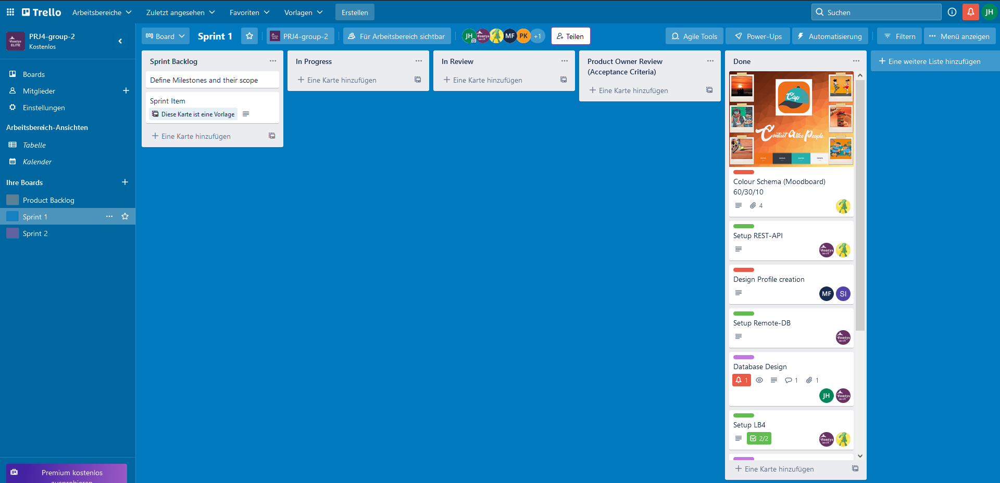 Trello
Arbeitsbereiche
Zuletzt angesehen
Favoriten
Vorlagen
Erstellen
Suchen
JH
PRJ4-group-2
Kostenlos
Board
Sprint 1
PRJ4-group-2
Für Arbeitsbereich sichtbar
JH
MF
PK
+1
Teilen
Agile Tools
Power-Ups
Automatisierung
Filtern
Menü anzeigen
Boards
Mitglieder
Einstellungen
Arbeitsbereich-Ansichten
Tabelle
Kalender
Ihre Boards
Product Backlog
Sprint 1
Sprint 2
Premium kostenlos
ausprobieren
Sprint Backlog
Define Milestones and their scope
Sprint Item
Diese Karte ist eine Vorlage
Eine Karte hinzufügen
In Progress
Eine Karte hinzufügen
In Review
Eine Karte hinzufügen
Product Owner Review
(Acceptance Criteria)
Eine Karte hinzufügen
Done
Cap
Contact Alike People
Colour Schema (Moodboard)
60/30/10
4
Setup REST-API
Fontys
Design Profile creation
MF
SI
Setup Remote-DB
Fontys
Database Design
1
1
1
JH
Fontys
Setup LB4
2/2
Fontys
Eine Karte hinzufügen
Eine weitere Liste hinzufügen